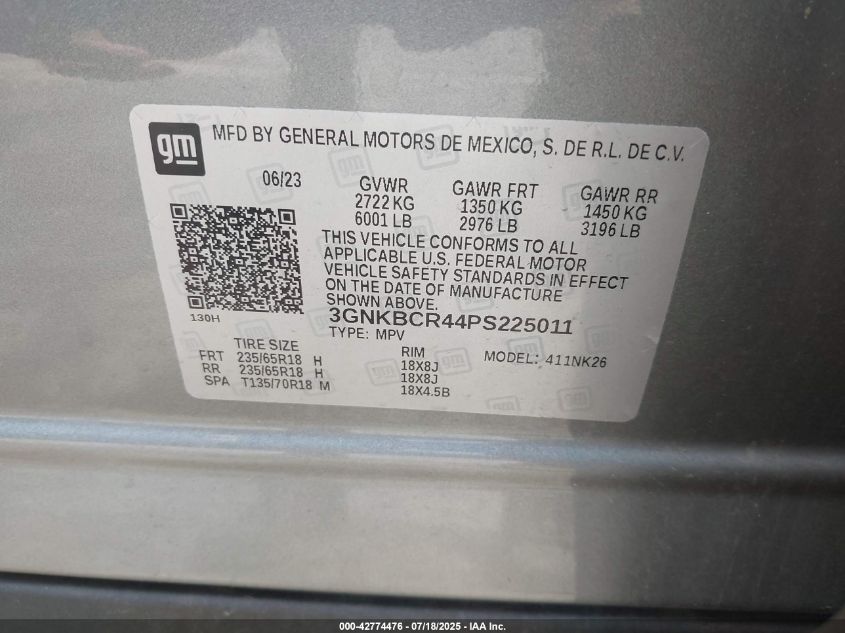 gm
MFD BY GENERAL MOTORS DE MEXICO, S. DE R.L. DE C.V.
06/23 GVWR GAWR FRT GAWR RR
2722 KG 1350 KG 1450 KG
6001 LB 2976 LB 3196 LB
THIS VEHICLE CONFORMS TO ALL
APPLICABLE U.S. FEDERAL MOTOR
VEHICLE SAFETY STANDARDS IN EFFECT
ON THE DATE OF MANUFACTURE
SHOWN ABOVE.
130H
3GNKBCR44PS225011
TYPE: MPV
TIRE SIZE RIM MODEL: 411NK26
FRT 235/65R18 H 18X8J
RR 235/65R18 H 18X8J
SPA T135/70R18 M 18X4.5B
000-42774476 - 07/18/2025 - IAA Inc.